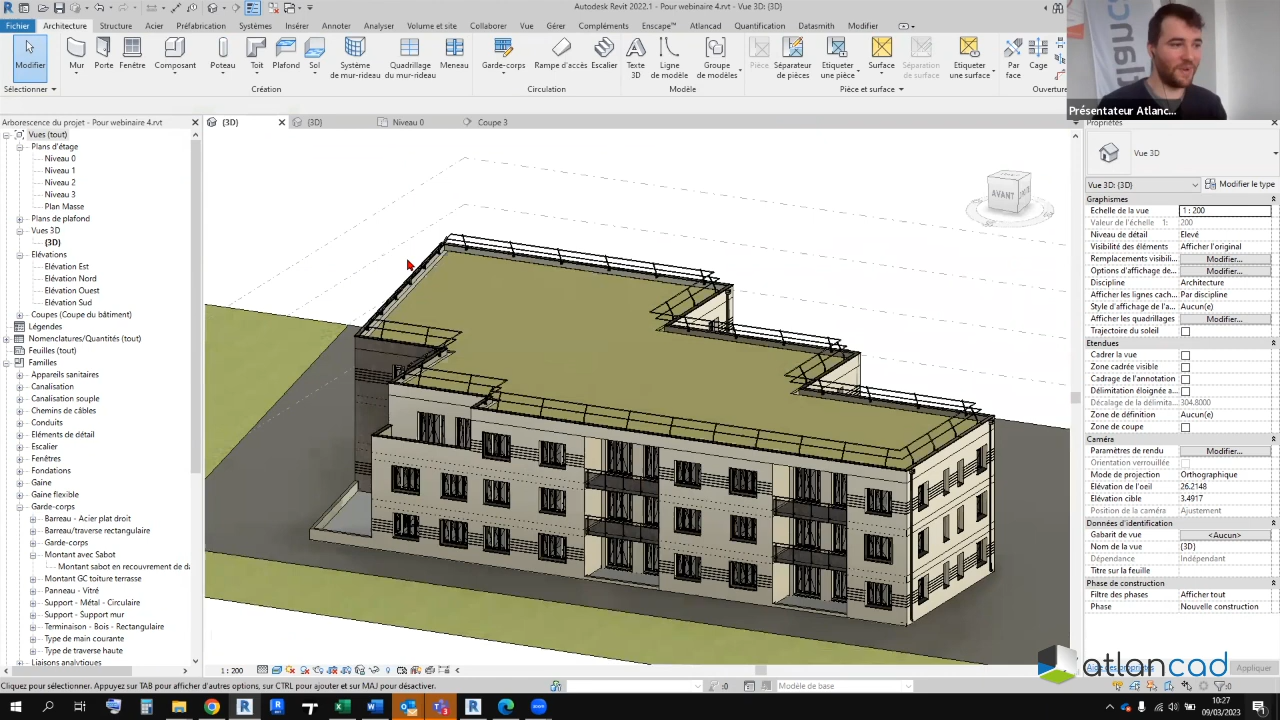 Autodesk Revit 2022.1 - Pour webinaire 4.rvt - Vue 3D: {3D}
Fichier Architecture Structure Acier Préfabrication Systèmes Insérer Annoter Analyser Volume et site Collaborer Vue Gérer Compléments Enscape™ Quantification Datasmith Modifier
Modifier Mur Porte Fenêtre Composant Poteau Toit Plafond Sol Système de mur-rideau Quadrillage du mur-rideau Meneau Garde-corps Rampe d'accès Escalier Texte 3D Ligne de modèle Groupe de modèles Pièce Séparateur de pièces Etiqueter une pièce Surface Séparation de surface Etiqueter une surface Par face Cage
Sélectionner Création Circulation Modèle Pièce et surface Ouverture
Présentateur Atlanc...
Arborescence du projet - Pour webinaire 4.rvt
{3D}
{3D}
Niveau 0
Coupe 3
Vues (tout)
Plans d'étage
Niveau 0
Niveau 1
Niveau 2
Niveau 3
Plan Masse
Plans de plafond
Vues 3D
{3D}
Elévations
Elévation Est
Elévation Nord
Elévation Ouest
Elévation Sud
Coupes (Coupe du bâtiment)
Légendes
Nomenclatures/Quantités (tout)
Feuilles (tout)
Familles
Appareils sanitaires
Canalisation
Canalisation souple
Chemins de câbles
Conduits
Eléments de détail
Escalier
Fenêtres
Fondations
Gaine
Gaine flexible
Garde-corps
Barreau - Acier plat droit
Barreau/traverse rectangulaire
Garde-corps
Montant avec Sabot
Montant sabot en recouvrement de da
Montant GC toiture terrasse
Panneau - Vitré
Support - Métal - Circulaire
Support - Support mur
Terminaison - Bois - Rectangulaire
Type de main courante
Type de traverse haute
Liaisons analytiques
AVANT
Propriétés
Vue 3D
Vue 3D: {3D} Modifier le type
Graphismes
Echelle de la vue 1 : 200
Valeur de l'échelle 1: 200
Niveau de détail Elevé
Visibilité des éléments Afficher l'original
Remplacements visibili... Modifier...
Options d'affichage de... Modifier...
Discipline Architecture
Afficher les lignes cach... Par discipline
Style d'affichage de l'a... Aucun(e)
Afficher les quadrillages Modifier...
Trajectoire du soleil
Etendues
Cadrer la vue
Zone cadrée visible
Cadrage de l'annotation
Délimitation éloignée a...
Décalage de la délimita... 304.8000
Zone de définition Aucun(e)
Zone de coupe
Caméra
Paramètres de rendu Modifier...
Orientation verrouillée
Mode de projection Orthographique
Elévation de l'oeil 26.2148
Elévation cible 3.4917
Position de la caméra Ajustement
Données d'identification
Gabarit de vue <Aucun>
Nom de la vue {3D}
Dépendance Indépendant
Titre sur la feuille
Phase de construction
Filtre des phases Afficher tout
Phase Nouvelle construction
Aide des propriétés Appliquer
atlancad
1 : 200
Cliquez pour sélectionner. Appuyez sur TAB pour afficher d'autres options, sur CTRL pour ajouter et sur MAJ pour désactiver.
:0
Modèle de base
:0
10:27
09/03/2023